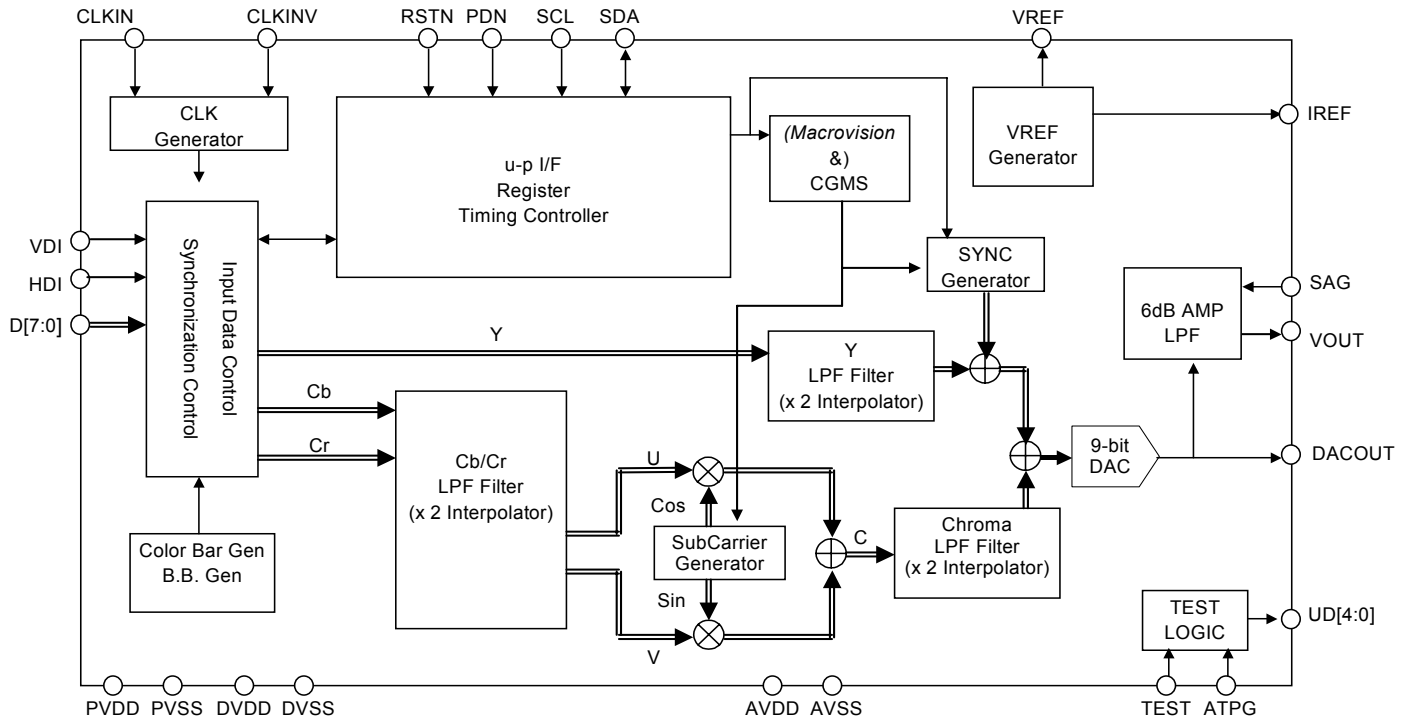 CLKIN
CLKINV
RSTN
PDN
SCL
SDA
VREF
CLK
Generator
u-p I/F
Register
Timing Controller
(Macrovision
&)
CGMS
VREF
Generator
IREF
VDI
HDI
D[7:0]
Input Data Control
Synchronization Control
SYNC
Generator
6dB AMP
LPF
SAG
VOUT
Y
Y
LPF Filter
(x 2 Interpolator)
Cb
Cr
Cb/Cr
LPF Filter
(x 2 Interpolator)
U
Cos
SubCarrier
Generator
Sin
V
C
Chroma
LPF Filter
(x 2 Interpolator)
9-bit
DAC
DACOUT
Color Bar Gen
B.B. Gen
TEST
LOGIC
UD[4:0]
PVDD
PVSS
DVDD
DVSS
AVDD
AVSS
TEST
ATPG